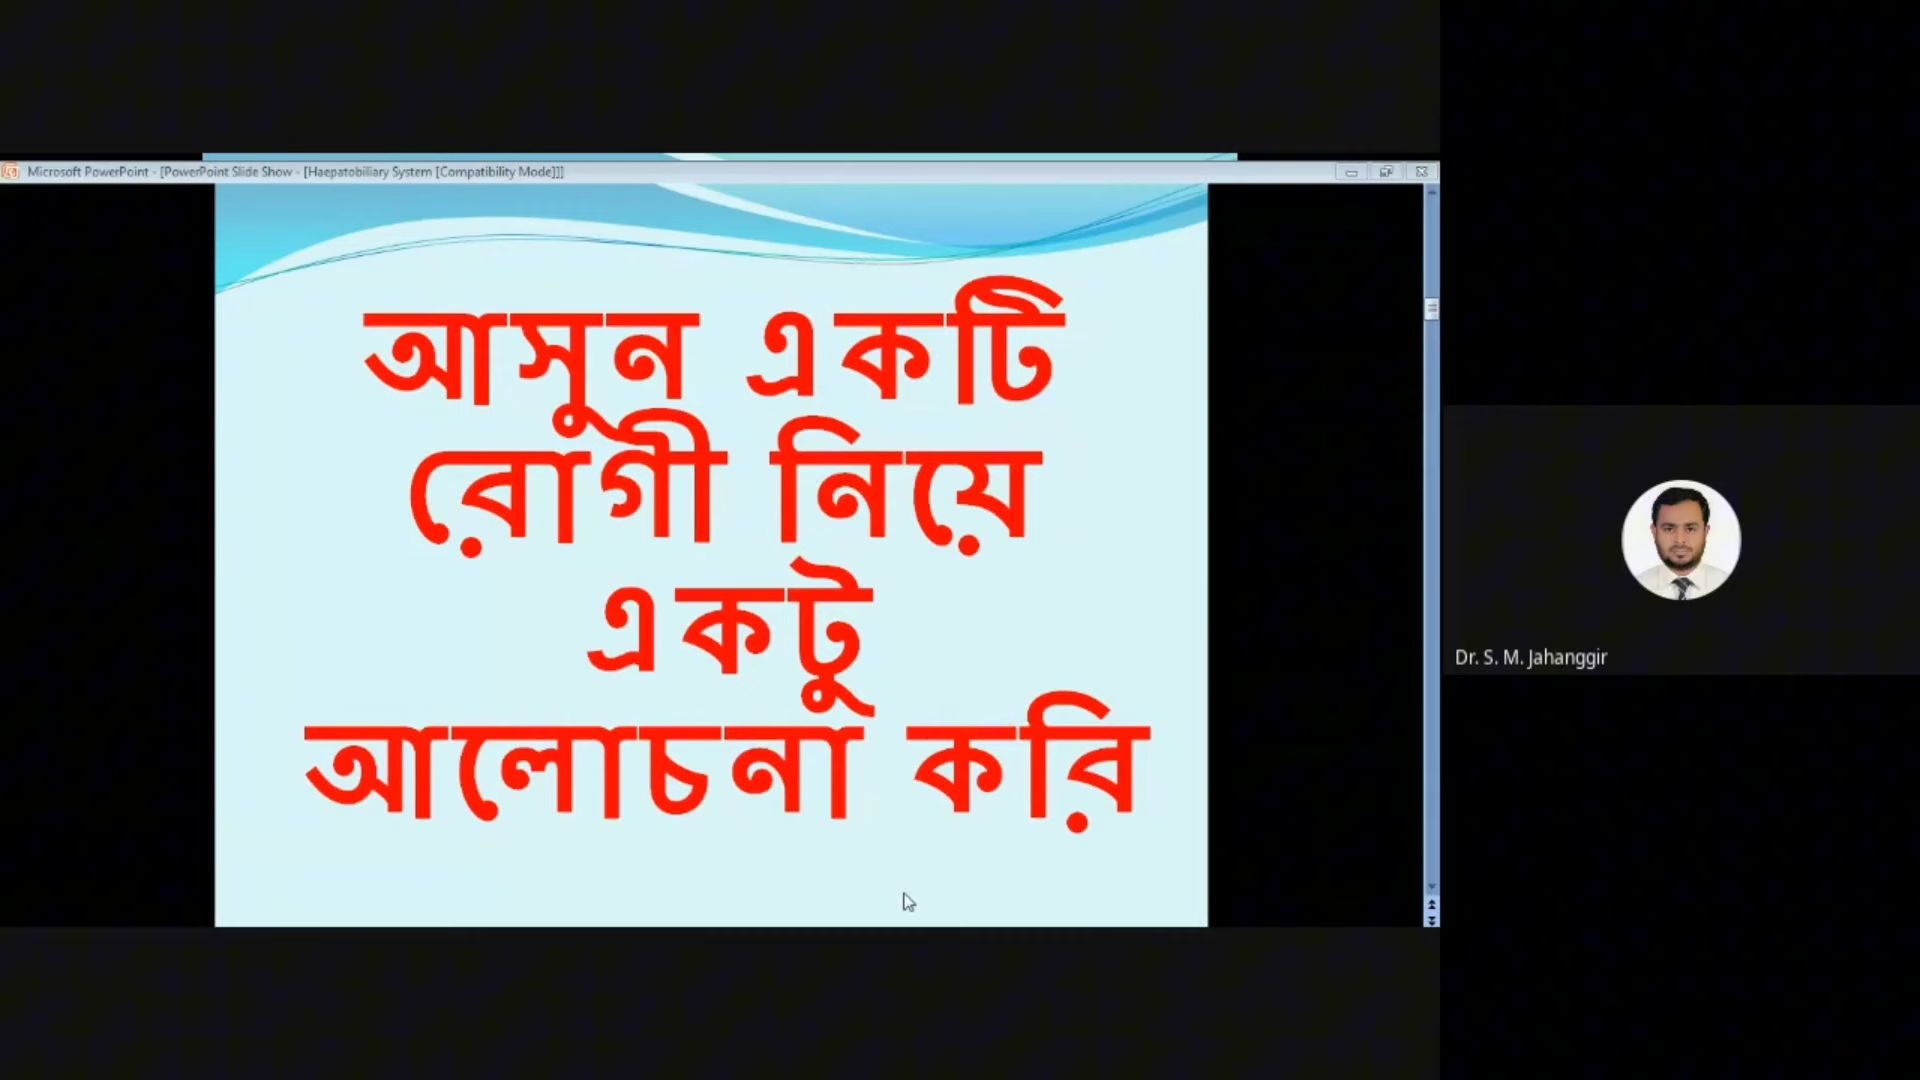 Microsoft PowerPoint - [PowerPoint Slide Show - [Haepatobiliary System [Compatibility Mode]]]
আসুন একটি
রোগী নিয়ে
একটু
আলোচনা করি
Dr. S. M. Jahanggir